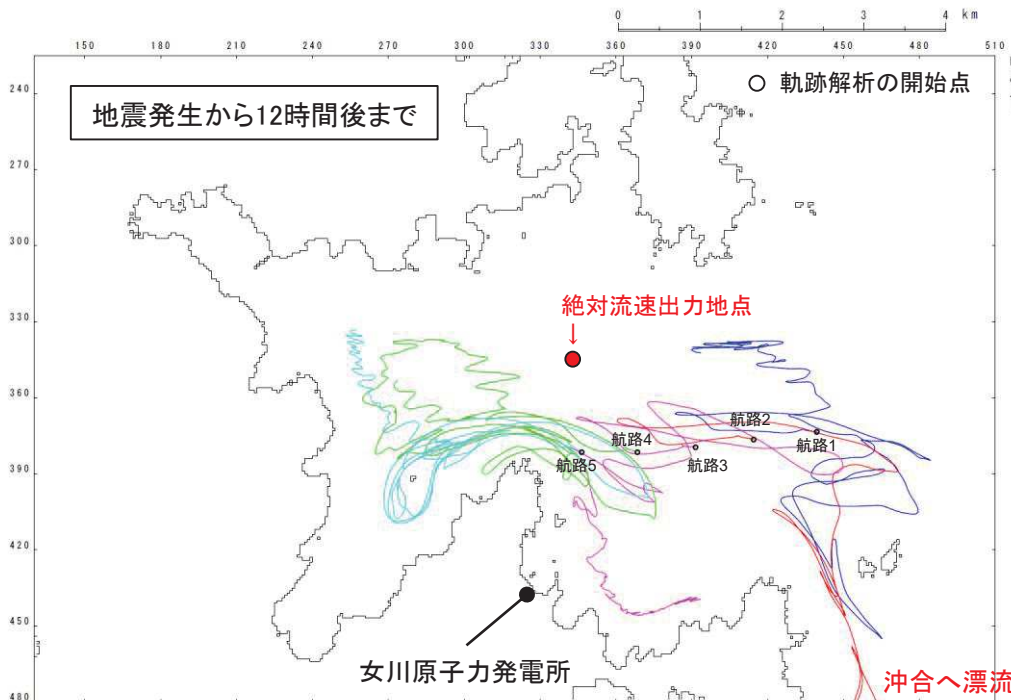 0 1 2 3 4 km
150 180 210 240 270 300 330 360 390 420 450 480 510
240
270
300
330
360
390
420
450
480
○ 軌跡解析の開始点
地震発生から12時間後まで
絶対流速出力地点
↓
航路2
航路1
航路4
航路3
航路5
女川原子力発電所
沖合へ漂流